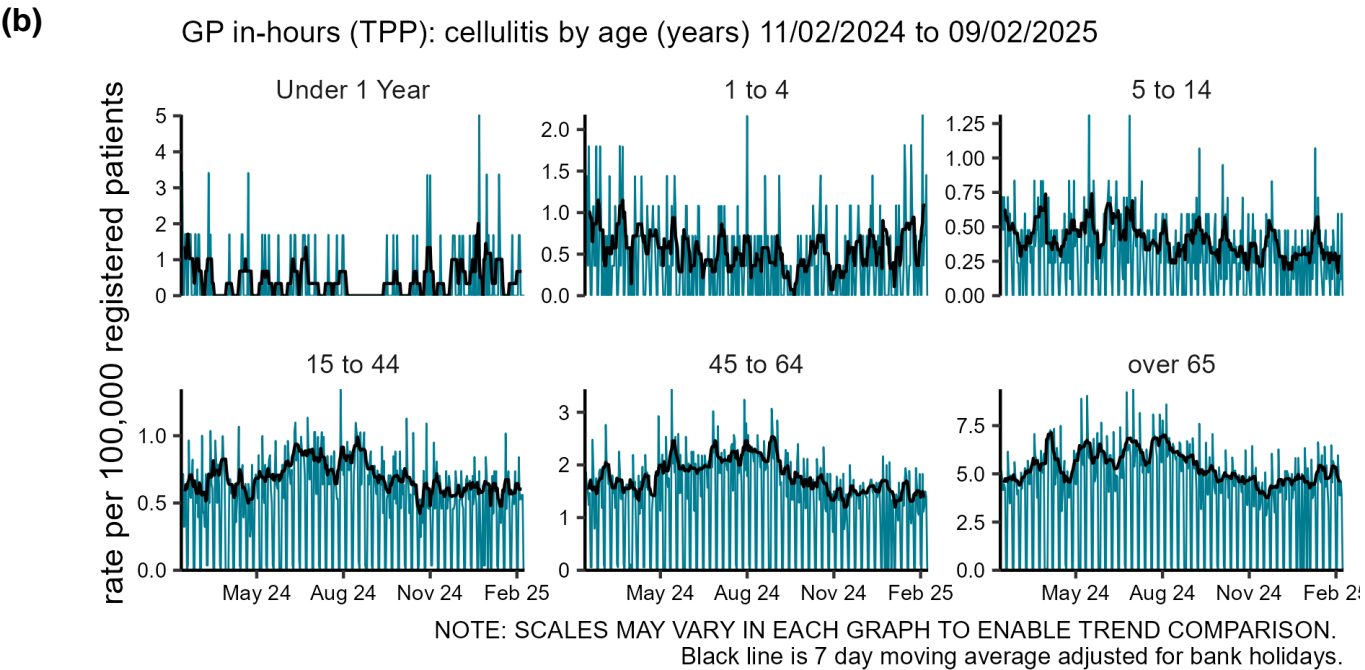 (b)
GP in-hours (TPP): cellulitis by age (years) 11/02/2024 to 09/02/2025
rate per 100,000 registered patients
Under 1 Year
5
4
3
2
1
0
1 to 4
2.0
1.5
1.0
0.5
0.0
5 to 14
1.25
1.00
0.75
0.50
0.25
0.00
15 to 44
1.0
0.5
0.0
May 24 Aug 24 Nov 24 Feb 25
45 to 64
3
2
1
0
May 24 Aug 24 Nov 24 Feb 25
over 65
7.5
5.0
2.5
0.0
May 24 Aug 24 Nov 24 Feb 25
NOTE: SCALES MAY VARY IN EACH GRAPH TO ENABLE TREND COMPARISON.
Black line is 7 day moving average adjusted for bank holidays.